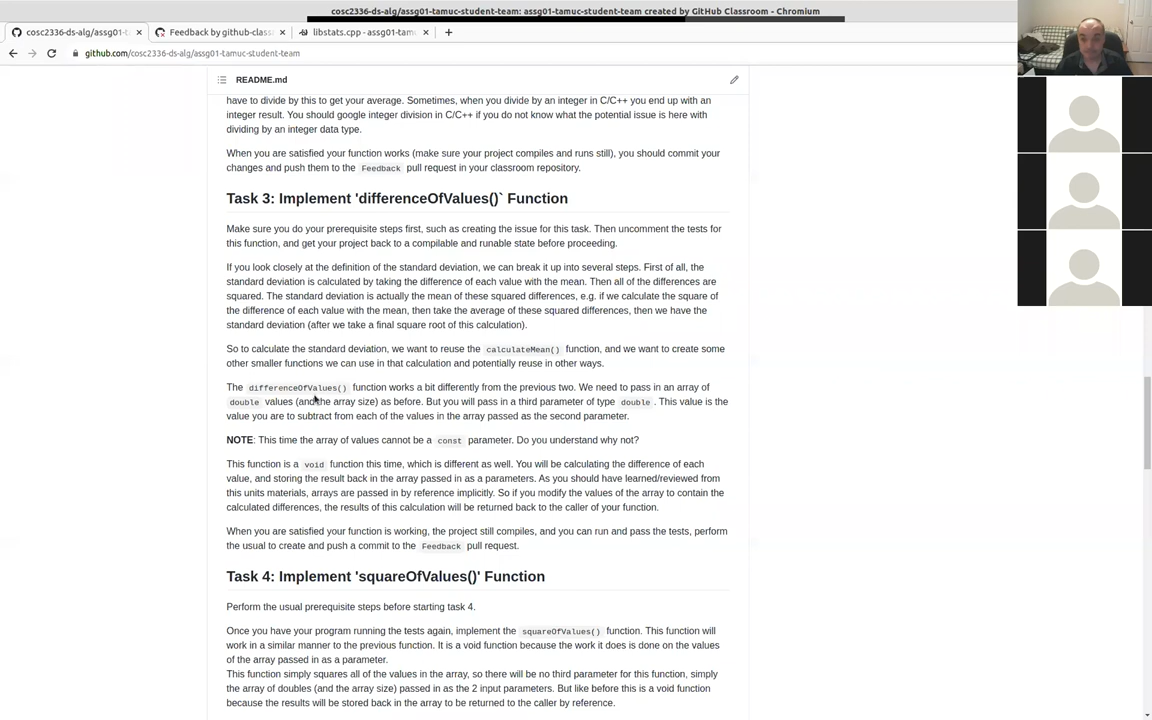 cosc2336-ds-alg/assg01-tamuc-student-team: assg01-tamuc-student-team created by GitHub Classroom - Chromium
cosc2336-ds-alg/assg01-t
Feedback by github-class
libstats.cpp - assg01-tamu
github.com/cosc2336-ds-alg/assg01-tamuc-student-team
README.md
have to divide by this to get your average. Sometimes, when you divide by an integer in C/C++ you end up with an
integer result. You should google integer division in C/C++ if you do not know what the potential issue is here with
dividing by an integer data type.
When you are satisfied your function works (make sure your project compiles and runs still), you should commit your
changes and push them to the Feedback pull request in your classroom repository.
Task 3: Implement 'differenceOfValues()` Function
Make sure you do your prerequisite steps first, such as creating the issue for this task. Then uncomment the tests for
this function, and get your project back to a compilable and runable state before proceeding.
If you look closely at the definition of the standard deviation, we can break it up into several steps. First of all, the
standard deviation is calculated by taking the difference of each value with the mean. Then all of the differences are
squared. The standard deviation is actually the mean of these squared differences, e.g. if we calculate the square of
the difference of each value with the mean, then take the average of these squared differences, then we have the
standard deviation (after we take a final square root of this calculation).
So to calculate the standard deviation, we want to reuse the calculateMean() function, and we want to create some
other smaller functions we can use in that calculation and potentially reuse in other ways.
The differenceOfValues() function works a bit differently from the previous two. We need to pass in an array of
double values (and the array size) as before. But you will pass in a third parameter of type double . This value is the
value you are to subtract from each of the values in the array passed as the second parameter.
NOTE: This time the array of values cannot be a const parameter. Do you understand why not?
This function is a void function this time, which is different as well. You will be calculating the difference of each
value, and storing the result back in the array passed in as a parameters. As you should have learned/reviewed from
this units materials, arrays are passed in by reference implicitly. So if you modify the values of the array to contain the
calculated differences, the results of this calculation will be returned back to the caller of your function.
When you are satisfied your function is working, the project still compiles, and you can run and pass the tests, perform
the usual to create and push a commit to the Feedback pull request.
Task 4: Implement 'squareOfValues()' Function
Perform the usual prerequisite steps before starting task 4.
Once you have your program running the tests again, implement the squareOfValues() function. This function will
work in a similar manner to the previous function. It is a void function because the work it does is done on the values
of the array passed in as a parameter.
This function simply squares all of the values in the array, so there will be no third parameter for this function, simply
the array of doubles (and the array size) passed in as the 2 input parameters. But like before this is a void function
because the results will be stored back in the array to be returned to the caller by reference.